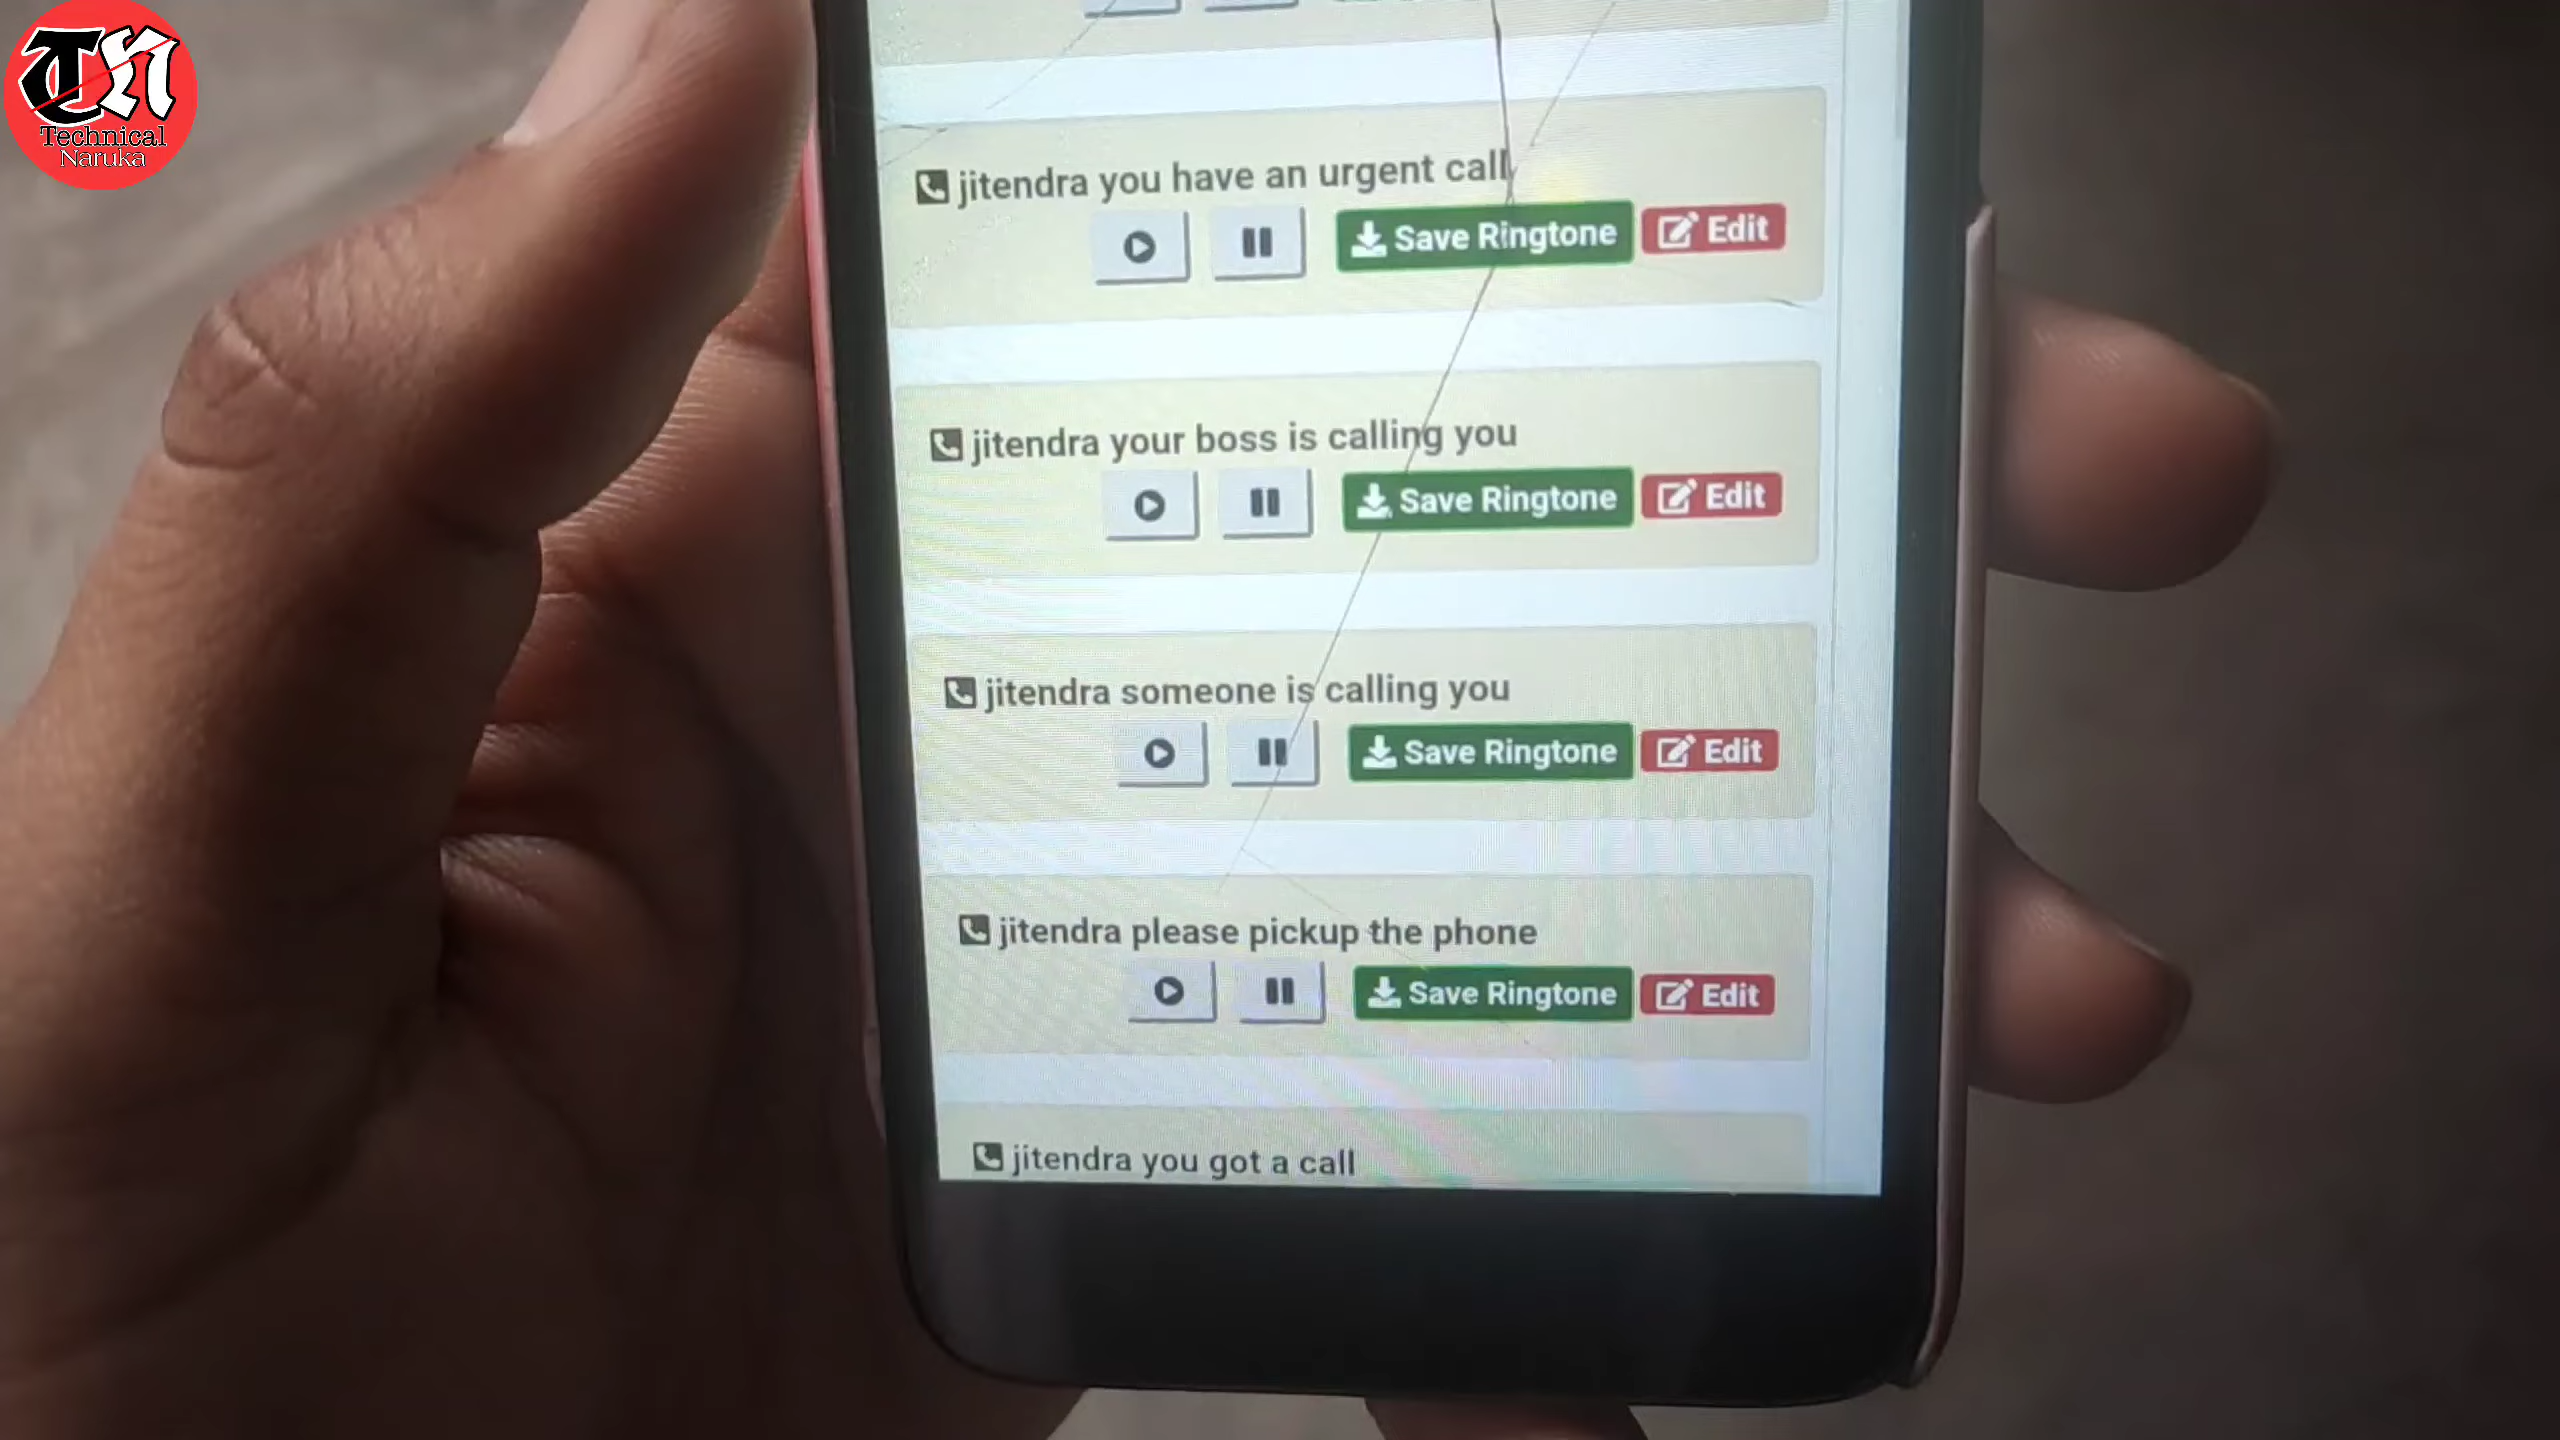 TN
Technical
Naruka
jitendra you have an urgent call
Save Ringtone Edit
jitendra your boss is calling you
Save Ringtone Edit
jitendra someone is calling you
Save Ringtone Edit
jitendra please pickup the phone
Save Ringtone Edit
jitendra you got a call